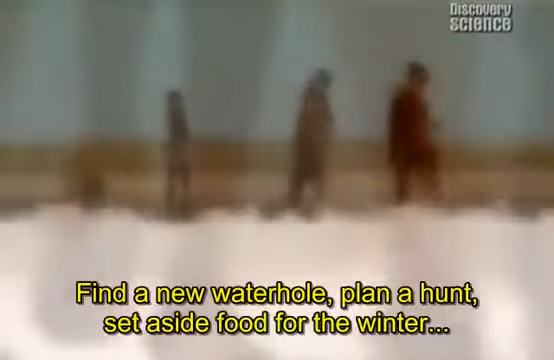 Discovery
SCIENCE
Find a new waterhole, plan a hunt,
set aside food for the winter...